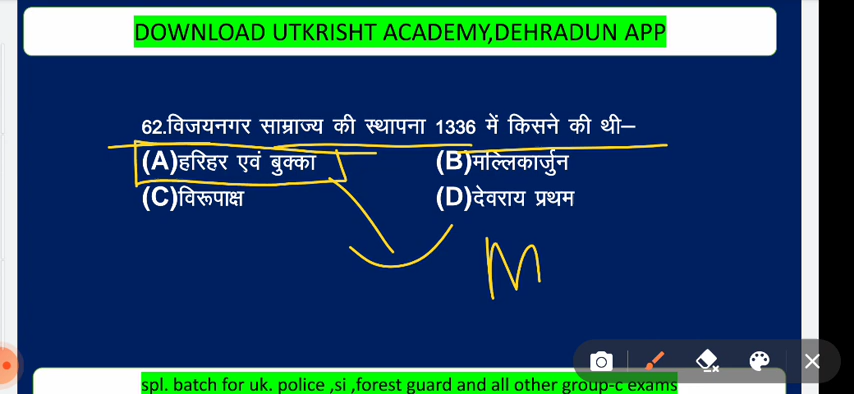 DOWNLOAD UTKRISHT ACADEMY,DEHRADUN APP
62.विजयनगर साम्राज्य की स्थापना 1336 में किसने की थी–
(A)हरिहर एवं बुक्का (B)मल्लिकार्जुन
(C)विरूपाक्ष (D)देवराय प्रथम
M
spl. batch for uk. police ,si ,forest guard and all other group-c exams